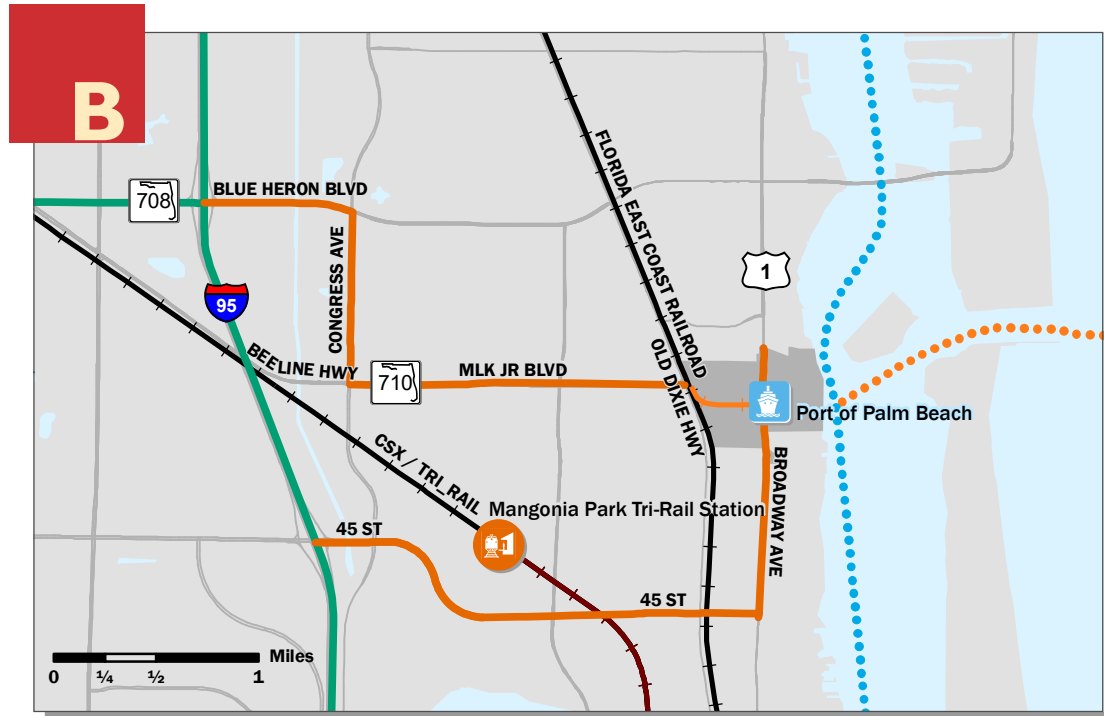 B
708
BLUE HERON BLVD
FLORIDA EAST COAST RAILROAD
CONGRESS AVE
1
95
BEELINE HWY
710
MLK JR BLVD
OLD DIXIE HWY
Port of Palm Beach
CSX / TRI_RAIL
BROADWAY AVE
Mangonia Park Tri-Rail Station
45 ST
45 ST
Miles
0 ¼ ½ 1